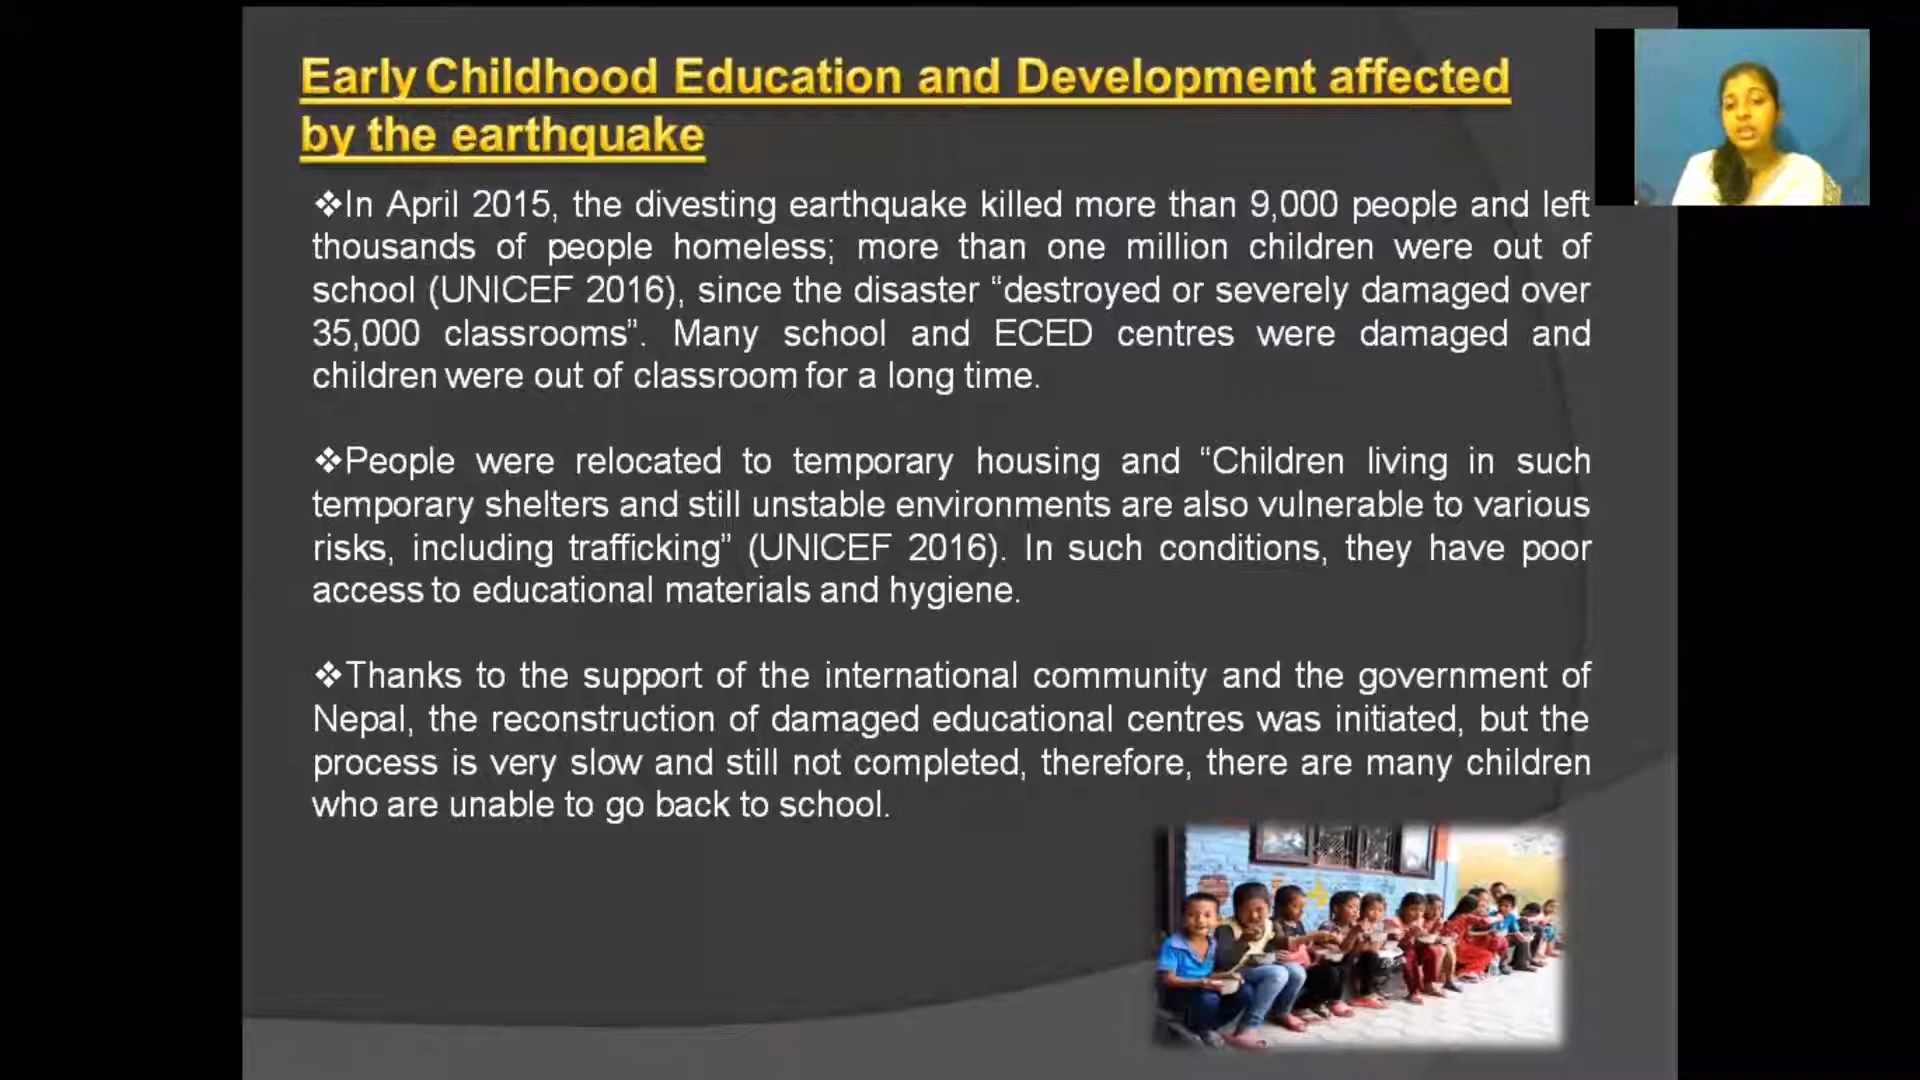 Early Childhood Education and Development affected
by the earthquake
❖In April 2015, the divesting earthquake killed more than 9,000 people and left
thousands of people homeless; more than one million children were out of
school (UNICEF 2016), since the disaster “destroyed or severely damaged over
35,000 classrooms”. Many school and ECED centres were damaged and
children were out of classroom for a long time.
❖People were relocated to temporary housing and “Children living in such
temporary shelters and still unstable environments are also vulnerable to various
risks, including trafficking” (UNICEF 2016). In such conditions, they have poor
access to educational materials and hygiene.
❖Thanks to the support of the international community and the government of
Nepal, the reconstruction of damaged educational centres was initiated, but the
process is very slow and still not completed, therefore, there are many children
who are unable to go back to school.